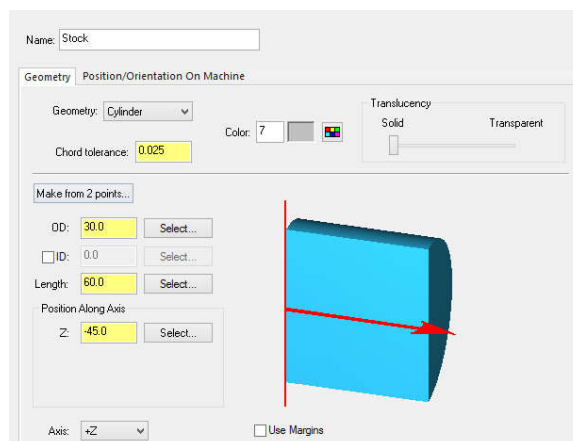 Name: Stock
Geometry Position/Orientation On Machine
Geometry: Cylinder
Color: 7
Translucency
Solid Transparent
Chord tolerance: 0.025
Make from 2 points...
OD: 30.0 Select...
ID: 0.0 Select...
Length: 60.0 Select...
Position Along Axis
Z: -45.0 Select...
Axis: +Z
Use Margins